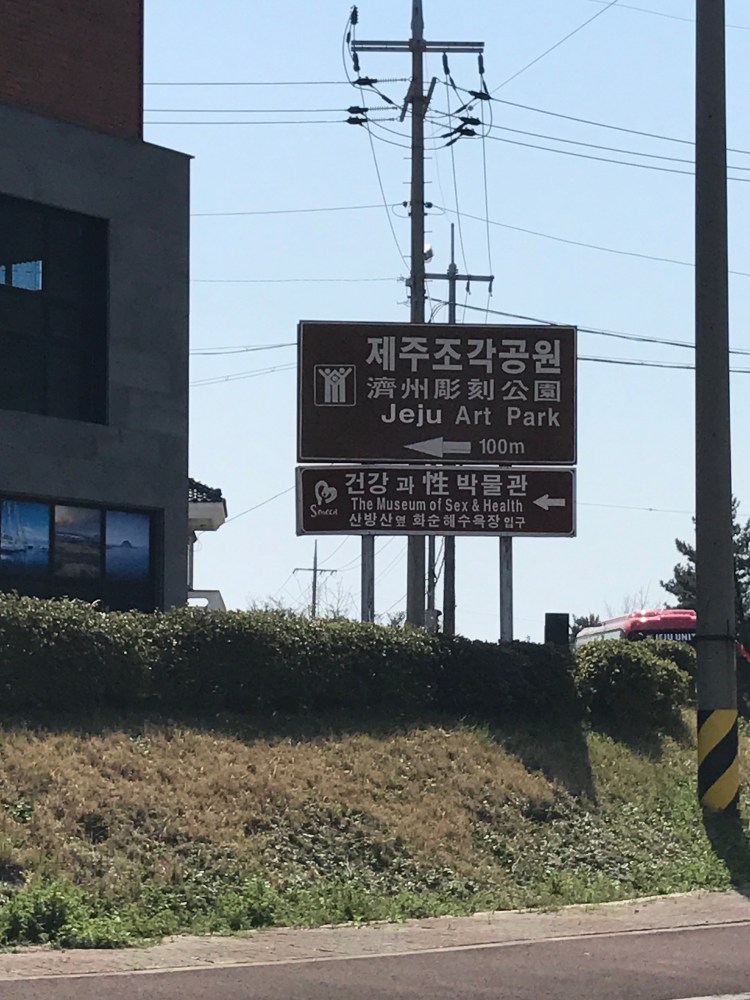 제주조각공원
濟州彫刻公園
Jeju Art Park
100m
건강과 性 박물관
The Museum of Sex & Health
산방산옆 화순해수욕장 입구
JEJU UNIT